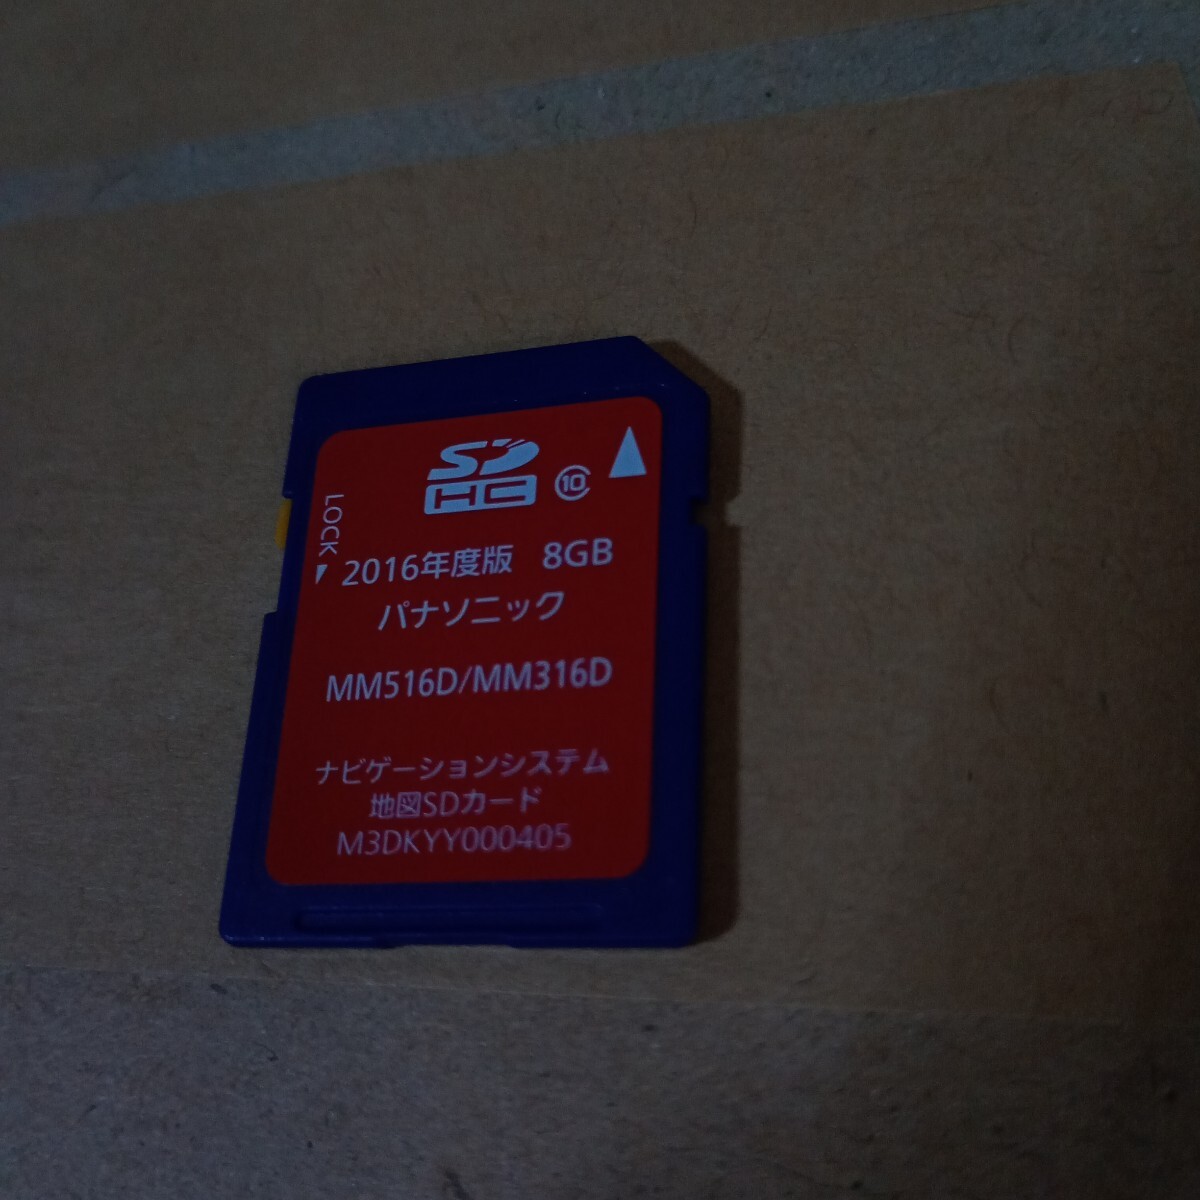 SD
HC
10
LOCK
2016年度版 8GB
パナソニック
MM516D/MM316D
ナビゲーションシステム
地図SDカード
M3DKYY000405